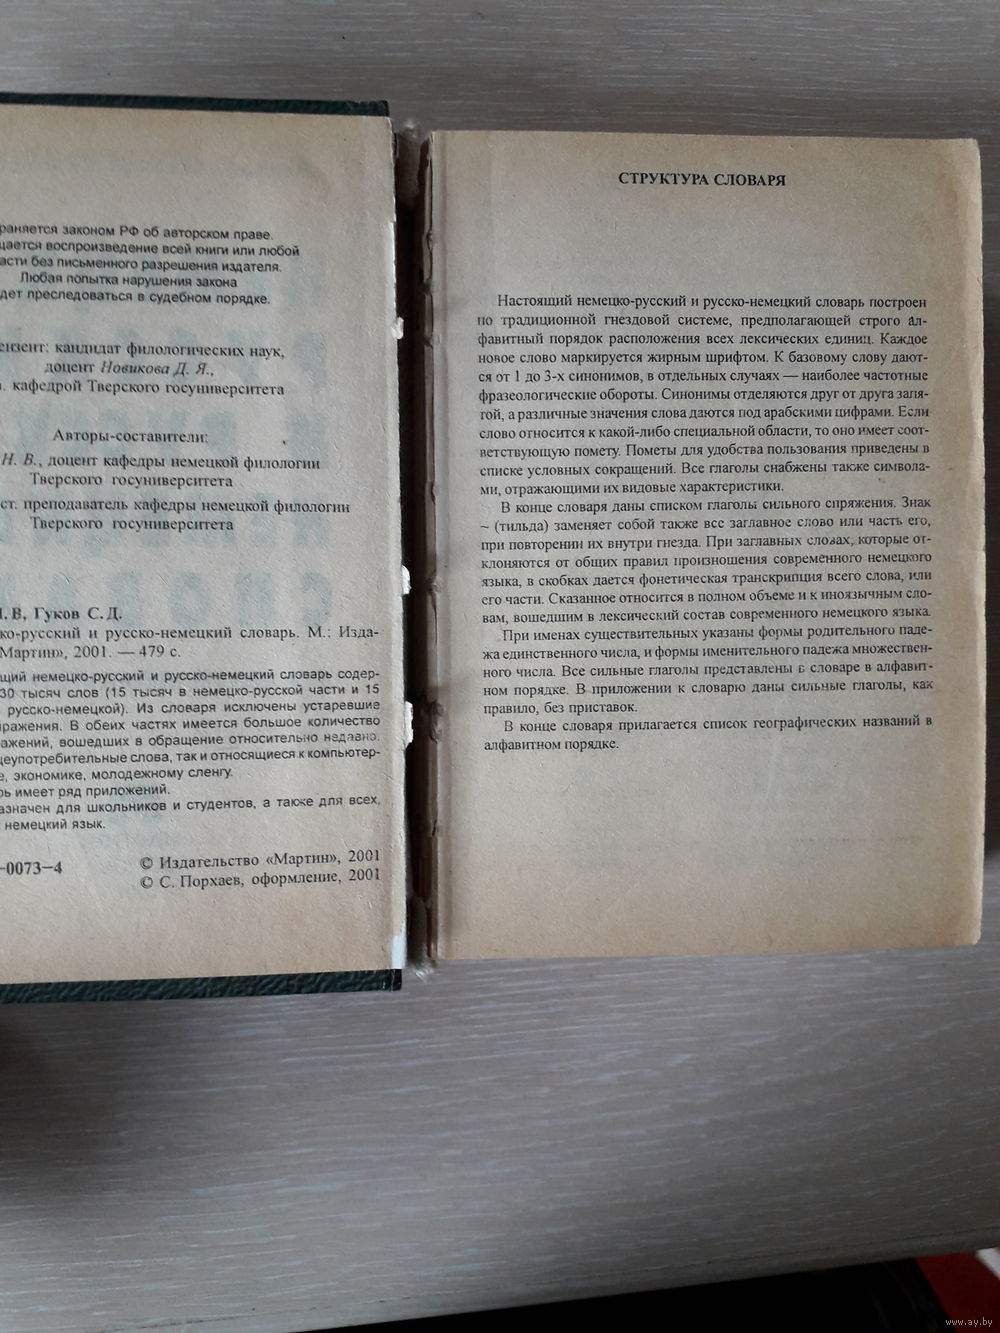 раняется законом РФ об авторском праве.
щается воспроизведение всей книги или любой
асти без письменного разрешения издателя.
Любая попытка нарушения закона
дет преследоваться в судебном порядке.
ензент: кандидат филологических наук,
доцент Новикова Д. Я.,
в. кафедрой Тверского госуниверситета
Авторы-составители:
Н. В., доцент кафедры немецкой филологии
Тверского госуниверситета
ст. преподаватель кафедры немецкой филологии
Тверского госуниверситета
В, Гуков С. Д.
ко-русский и русско-немецкий словарь. М.: Изда-
Мартин», 2001. — 479 с.
щий немецко-русский и русско-немецкий словарь содер-
30 тысяч слов (15 тысяч в немецко-русской части и 15
русско-немецкой). Из словаря исключены устаревшие
ражения. В обеих частях имеется большое количество
ажений, вошедших в обращение относительно недавно.
щеупотребительные слова, так и относящиеся к компьютер-
е, экономике, молодежному сленгу.
рь имеет ряд приложений.
азначен для школьников и студентов, а также для всех,
немецкий язык.
–0073–4
© Издательство «Мартин», 2001
© С. Порхаев, оформление, 2001
СТРУКТУРА СЛОВАРЯ
Настоящий немецко-русский и русско-немецкий словарь построен
по традиционной гнездовой системе, предполагающей строго ал-
фавитный порядок расположения всех лексических единиц. Каждое
новое слово маркируется жирным шрифтом. К базовому слову дают-
ся от 1 до 3-х синонимов, в отдельных случаях — наиболее частотные
фразеологические обороты. Синонимы отделяются друг от друга запя-
той, а различные значения слова даются под арабскими цифрами. Если
слово относится к какой-либо специальной области, то оно имеет соот-
ветствующую помету. Пометы для удобства пользования приведены в
списке условных сокращений. Все глаголы снабжены также символа-
ми, отражающими их видовые характеристики.
В конце словаря даны списком глаголы сильного спряжения. Знак
~ (тильда) заменяет собой также все заглавное слово или часть его,
при повторении их внутри гнезда. При заглавных словах, которые от-
клоняются от общих правил произношения современного немецкого
языка, в скобках дается фонетическая транскрипция всего слова, или
его части. Сказанное относится в полном объеме и к иноязычным сло-
вам, вошедшим в лексический состав современного немецкого языка.
При именах существительных указаны формы родительного паде-
жа единственного числа, и формы именительного падежа множествен-
ного числа. Все сильные глаголы представлены в словаре в алфавит-
ном порядке. В приложении к словарю даны сильные глаголы, как
правило, без приставок.
В конце словаря прилагается список географических названий в
алфавитном порядке.
www.ay.by